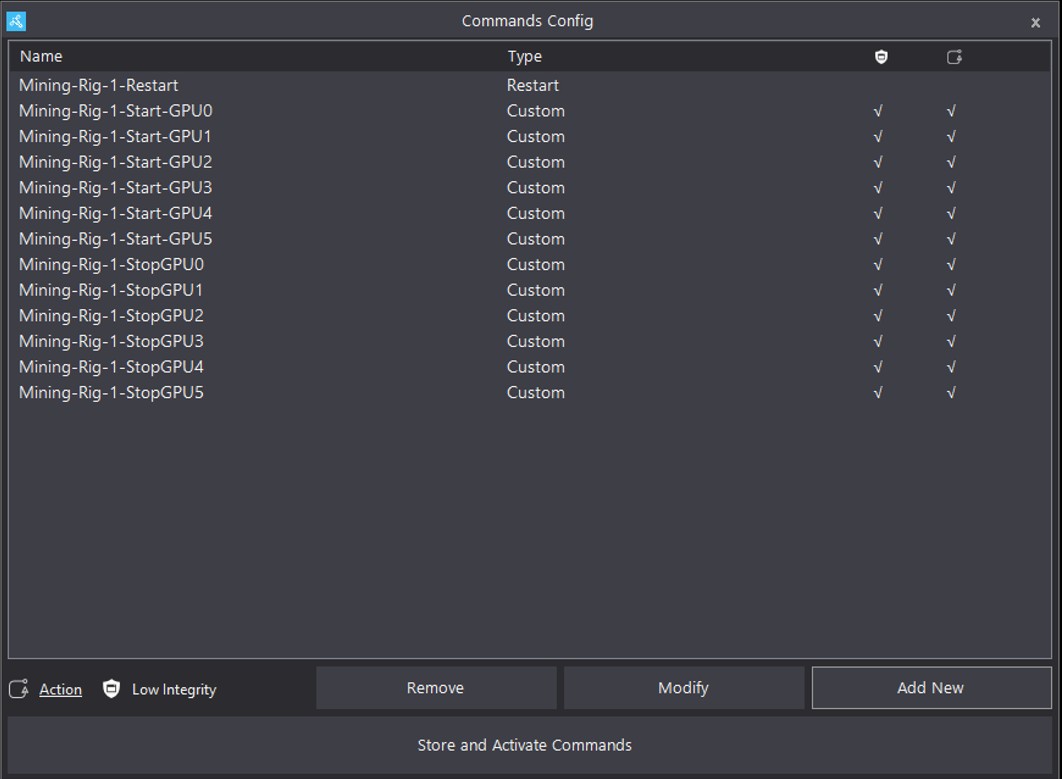 Commands Config x
Name Type
Mining-Rig-1-Restart Restart
Mining-Rig-1-Start-GPU0 Custom √ √
Mining-Rig-1-Start-GPU1 Custom √ √
Mining-Rig-1-Start-GPU2 Custom √ √
Mining-Rig-1-Start-GPU3 Custom √ √
Mining-Rig-1-Start-GPU4 Custom √ √
Mining-Rig-1-Start-GPU5 Custom √ √
Mining-Rig-1-StopGPU0 Custom √ √
Mining-Rig-1-StopGPU1 Custom √ √
Mining-Rig-1-StopGPU2 Custom √ √
Mining-Rig-1-StopGPU3 Custom √ √
Mining-Rig-1-StopGPU4 Custom √ √
Mining-Rig-1-StopGPU5 Custom √ √
Action Low Integrity Remove Modify Add New
Store and Activate Commands